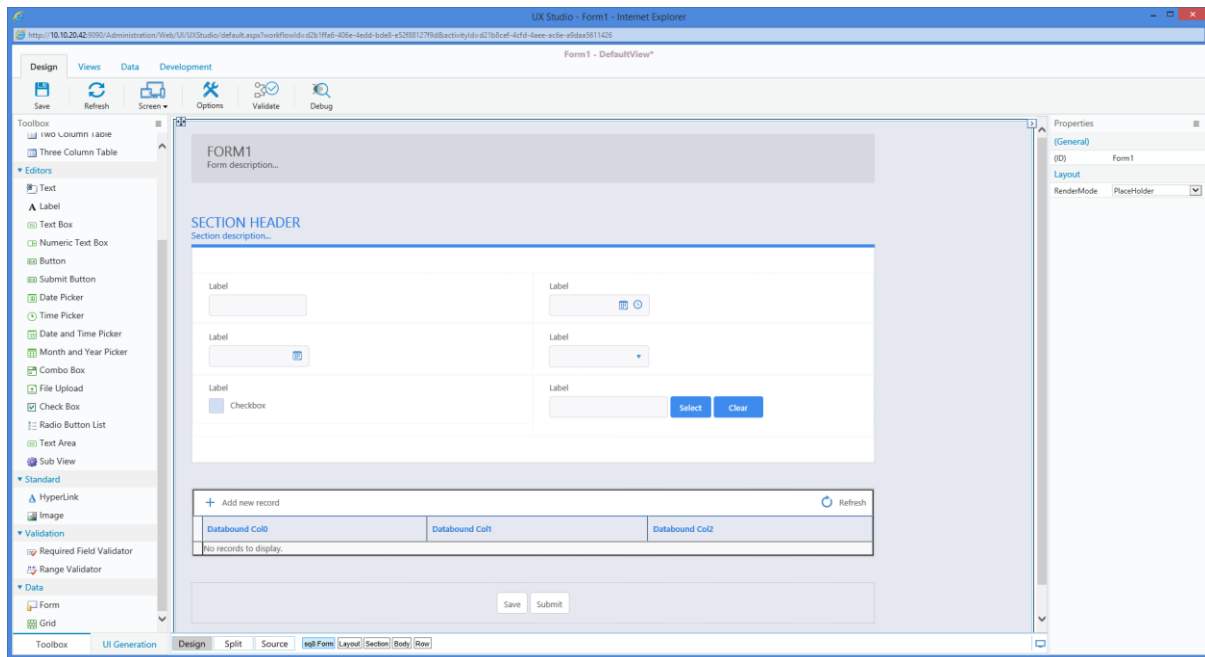 UX Studio - Form1 - Internet Explorer
http://10.10.20.42:9090/Administration/Web/UI/UXStudio/default.aspx?workflowId=d2b1ffa6-406e-4edd-bde8-e52f88127f9d&activityId=d21b8cef-4cfd-4aee-ac6e-a9daa5611426
Form1 - DefaultView*
Design Views Data Development
Save Refresh Screen Options Validate Debug
Toolbox
Two Column Table
Three Column Table
Editors
Text
Label
Text Box
Numeric Text Box
Button
Submit Button
Date Picker
Time Picker
Date and Time Picker
Month and Year Picker
Combo Box
File Upload
Check Box
Radio Button List
Text Area
Sub View
Standard
HyperLink
Image
Validation
Required Field Validator
Range Validator
Data
Form
Grid
Toolbox UI Generation
FORM1
Form description...
SECTION HEADER
Section description...
Label Label
Label Label
Label Label
Checkbox Select Clear
Add new record Refresh
Databound Col0 Databound Col1 Databound Col2
No records to display.
Save Submit
Design Split Source sq0:Form Layout Section Body Row
Properties
(General)
(ID) Form1
Layout
RenderMode PlaceHolder